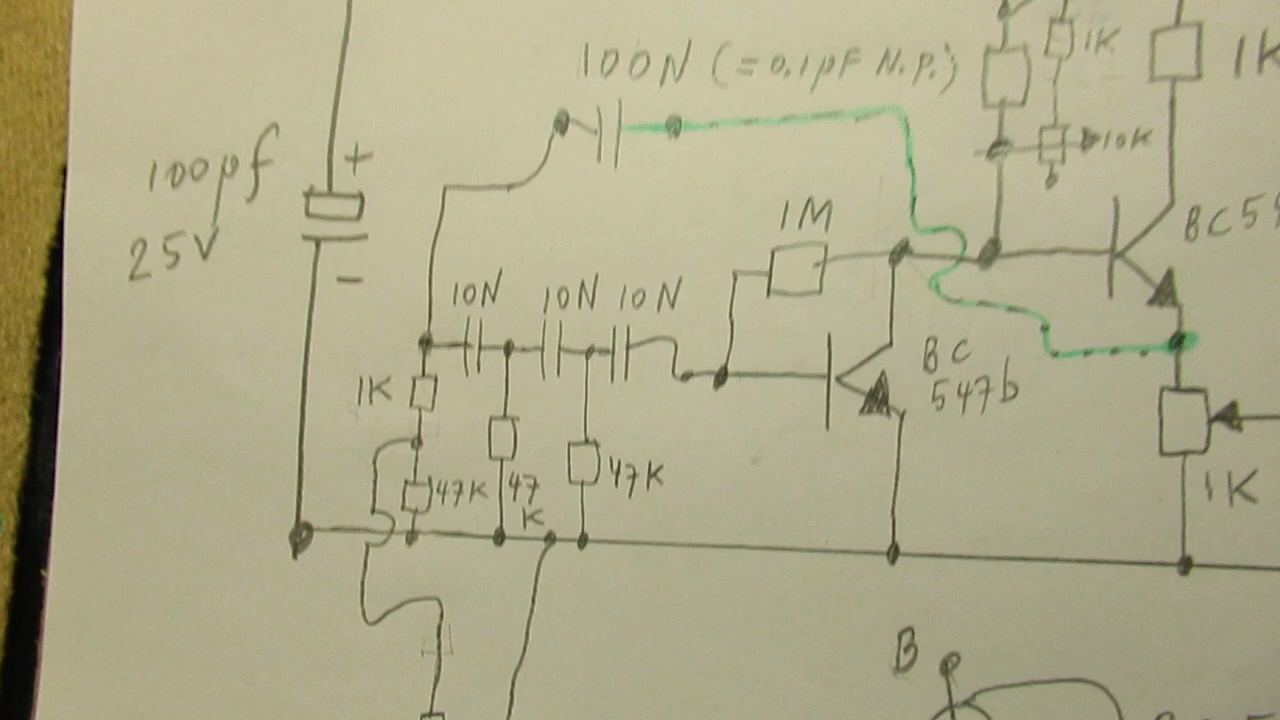 100N (= 0,1µF N.P.)
1K
1K
10K
100µf
+
25V
−
1M
BC5
10N 10N 10N
BC
547b
1K
47K
47
K
47K
1K
B